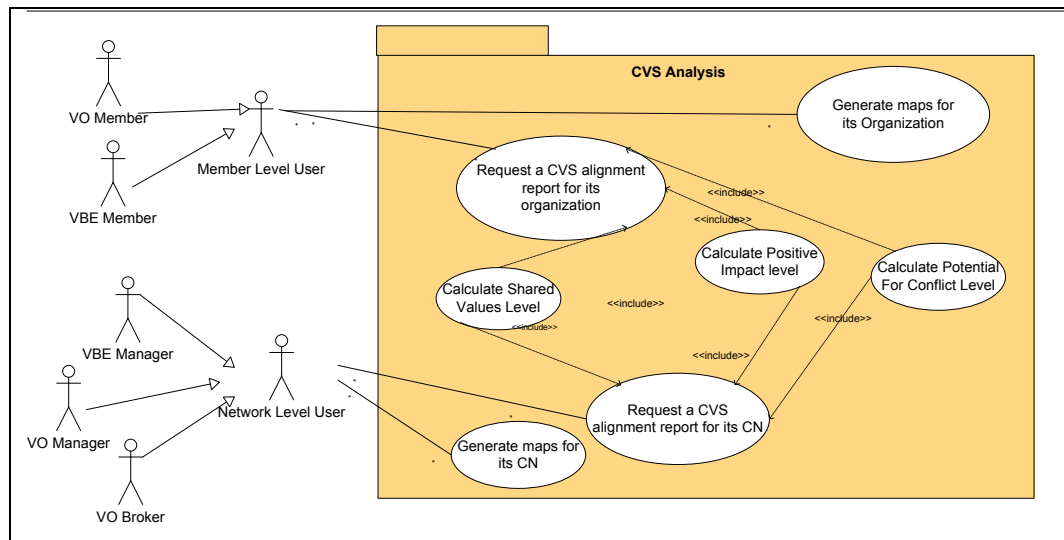 CVS Analysis
VO Member
VBE Member
Member Level User
Generate maps for
its Organization
Request a CVS alignment
report for its
organization
<<include>>
<<include>>
Calculate Positive
Impact level
Calculate Potential
For Conflict Level
Calculate Shared
Values Level
<<include>>
<<include>>
<<include>>
<<include>>
VBE Manager
VO Manager
VO Broker
Network Level User
Request a CVS
alignment report for its CN
Generate maps for
its CN